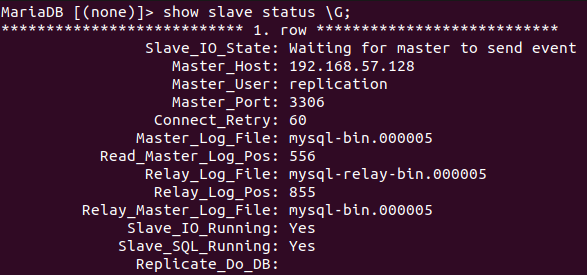 MariaDB [(none)]> show slave status \G;
*************************** 1. row ***************************
Slave_IO_State: Waiting for master to send event
Master_Host: 192.168.57.128
Master_User: replication
Master_Port: 3306
Connect_Retry: 60
Master_Log_File: mysql-bin.000005
Read_Master_Log_Pos: 556
Relay_Log_File: mysql-relay-bin.000005
Relay_Log_Pos: 855
Relay_Master_Log_File: mysql-bin.000005
Slave_IO_Running: Yes
Slave_SQL_Running: Yes
Replicate_Do_DB: